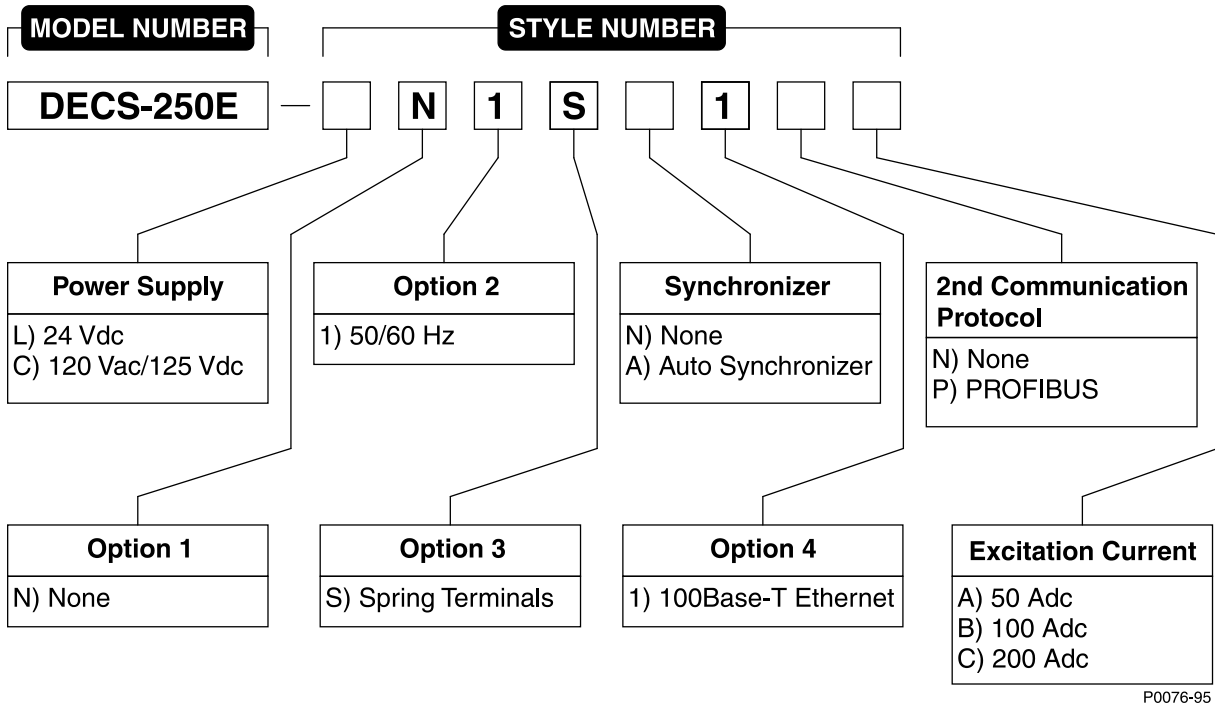 MODEL NUMBER
STYLE NUMBER
DECS-250E — N 1 S 1
Power Supply
L) 24 Vdc
C) 120 Vac/125 Vdc
Option 2
1) 50/60 Hz
Synchronizer
N) None
A) Auto Synchronizer
2nd Communication
Protocol
N) None
P) PROFIBUS
Option 1
N) None
Option 3
S) Spring Terminals
Option 4
1) 100Base-T Ethernet
Excitation Current
A) 50 Adc
B) 100 Adc
C) 200 Adc
P0076-95